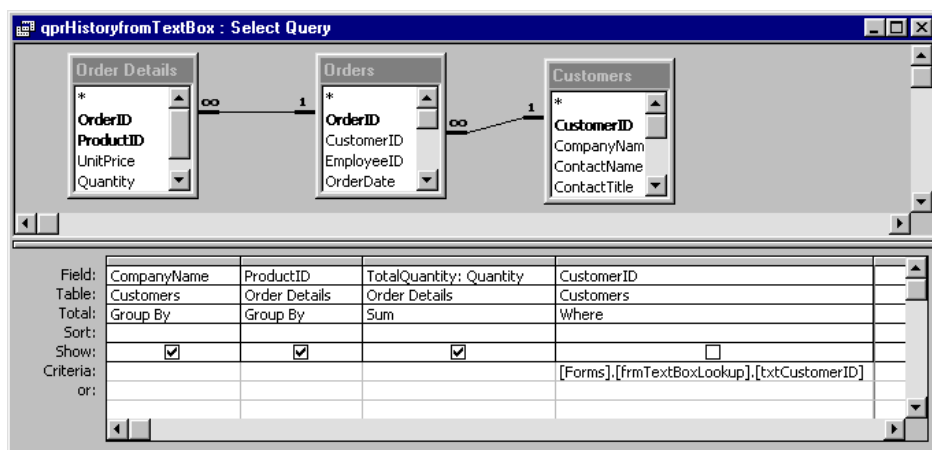 qprHistoryfromTextBox : Select Query
Order Details
*
OrderID
ProductID
UnitPrice
Quantity
∞ 1
Orders
*
OrderID
CustomerID
EmployeeID
OrderDate
∞ 1
Customers
*
CustomerID
CompanyNam
ContactName
ContactTitle
Field: CompanyName ProductID TotalQuantity: Quantity CustomerID
Table: Customers Order Details Order Details Customers
Total: Group By Group By Sum Where
Sort:
Show:
Criteria: [Forms].[frmTextBoxLookup].[txtCustomerID]
or: